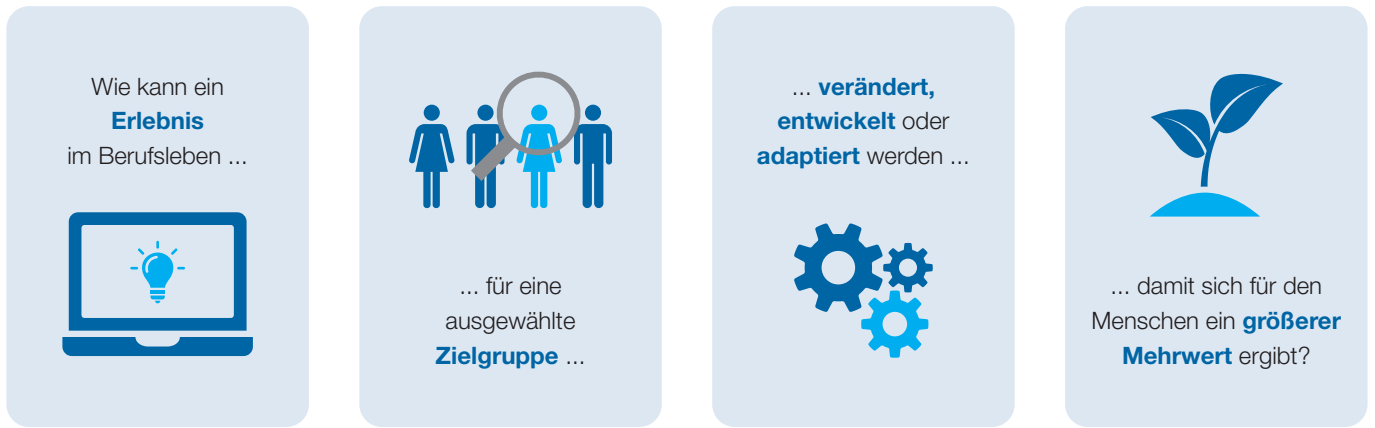 Wie kann ein
Erlebnis
im Berufsleben ...
... für eine
ausgewählte
Zielgruppe ...
... verändert,
entwickelt oder
adaptiert werden ...
... damit sich für den
Menschen ein größerer
Mehrwert ergibt?